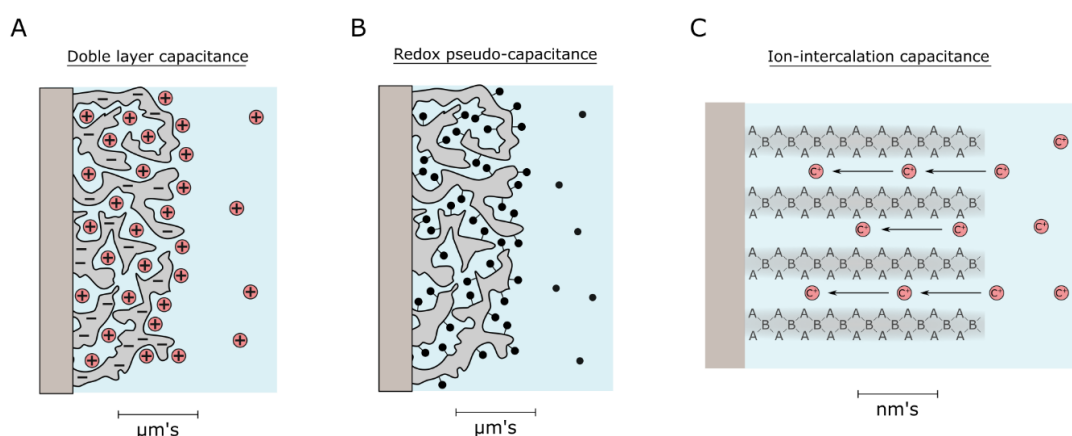 A
Doble layer capacitance
µm's
B
Redox pseudo-capacitance
µm's
C
Ion-intercalation capacitance
A A A A A A A A A
B B B B B B B B B
A A A A A A A A A
C⁺
C⁺ C⁺ C⁺
A A A A A A A A A
B B B B B B B B B
A A A A A A A A A
C⁺ C⁺ C⁺
A A A A A A A A A
B B B B B B B B B
A A A A A A A A A
C⁺ C⁺ C⁺ C⁺
A A A A A A A A A
B B B B B B B B B
A A A A A A A A A
nm's